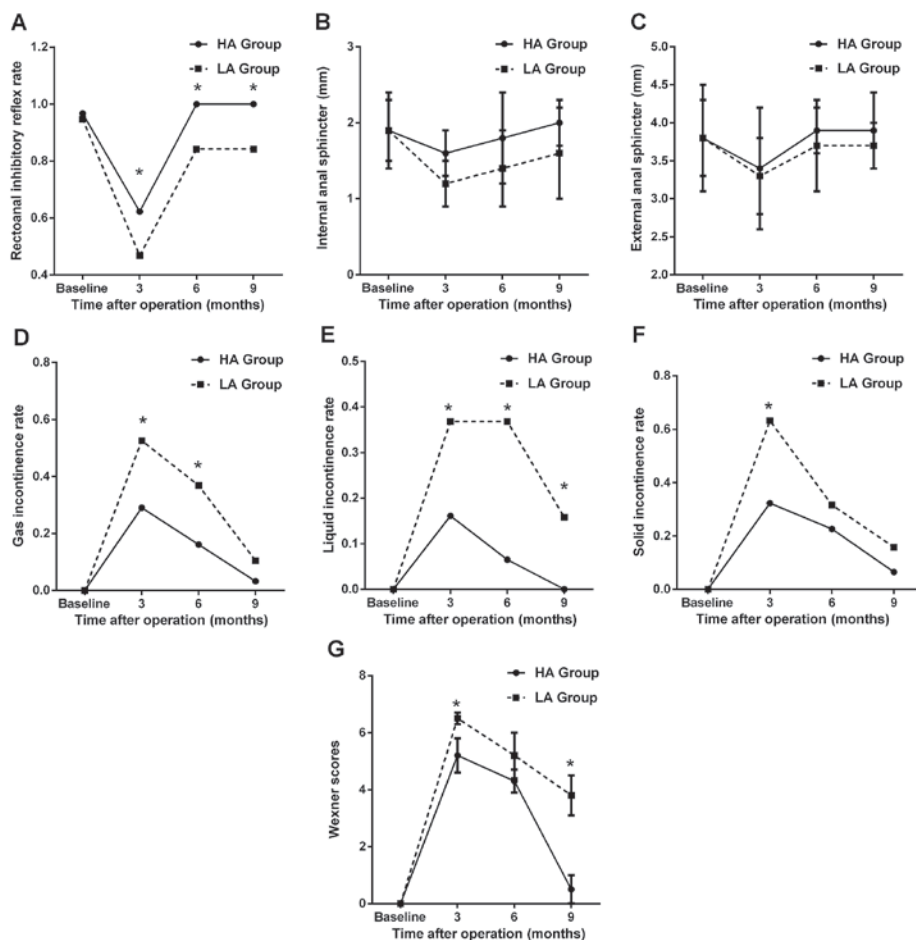 A
HA Group
LA Group
Rectoanal inhibitory reflex rate
1.2
1.0
0.8
0.6
0.4
* * *
Baseline 3 6 9
Time after operation (months)
B
HA Group
LA Group
Internal anal sphincter (mm)
3
2
1
0
Baseline 3 6 9
Time after operation (months)
C
HA Group
LA Group
External anal sphincter (mm)
5.0
4.5
4.0
3.5
3.0
2.5
2.0
Baseline 3 6 9
Time after operation (months)
D
HA Group
LA Group
Gas incontinence rate
0.8
0.6
0.4
0.2
0.0
* *
Baseline 3 6 9
Time after operation (months)
E
HA Group
LA Group
Liquid incontinence rate
0.5
0.4
0.3
0.2
0.1
0.0
* * *
Baseline 3 6 9
Time after operation (months)
F
HA Group
LA Group
Solid incontinence rate
0.8
0.6
0.4
0.2
0.0
*
Baseline 3 6 9
Time after operation (months)
G
HA Group
LA Group
Wexner scores
8
6
4
2
0
* *
Baseline 3 6 9
Time after operation (months)